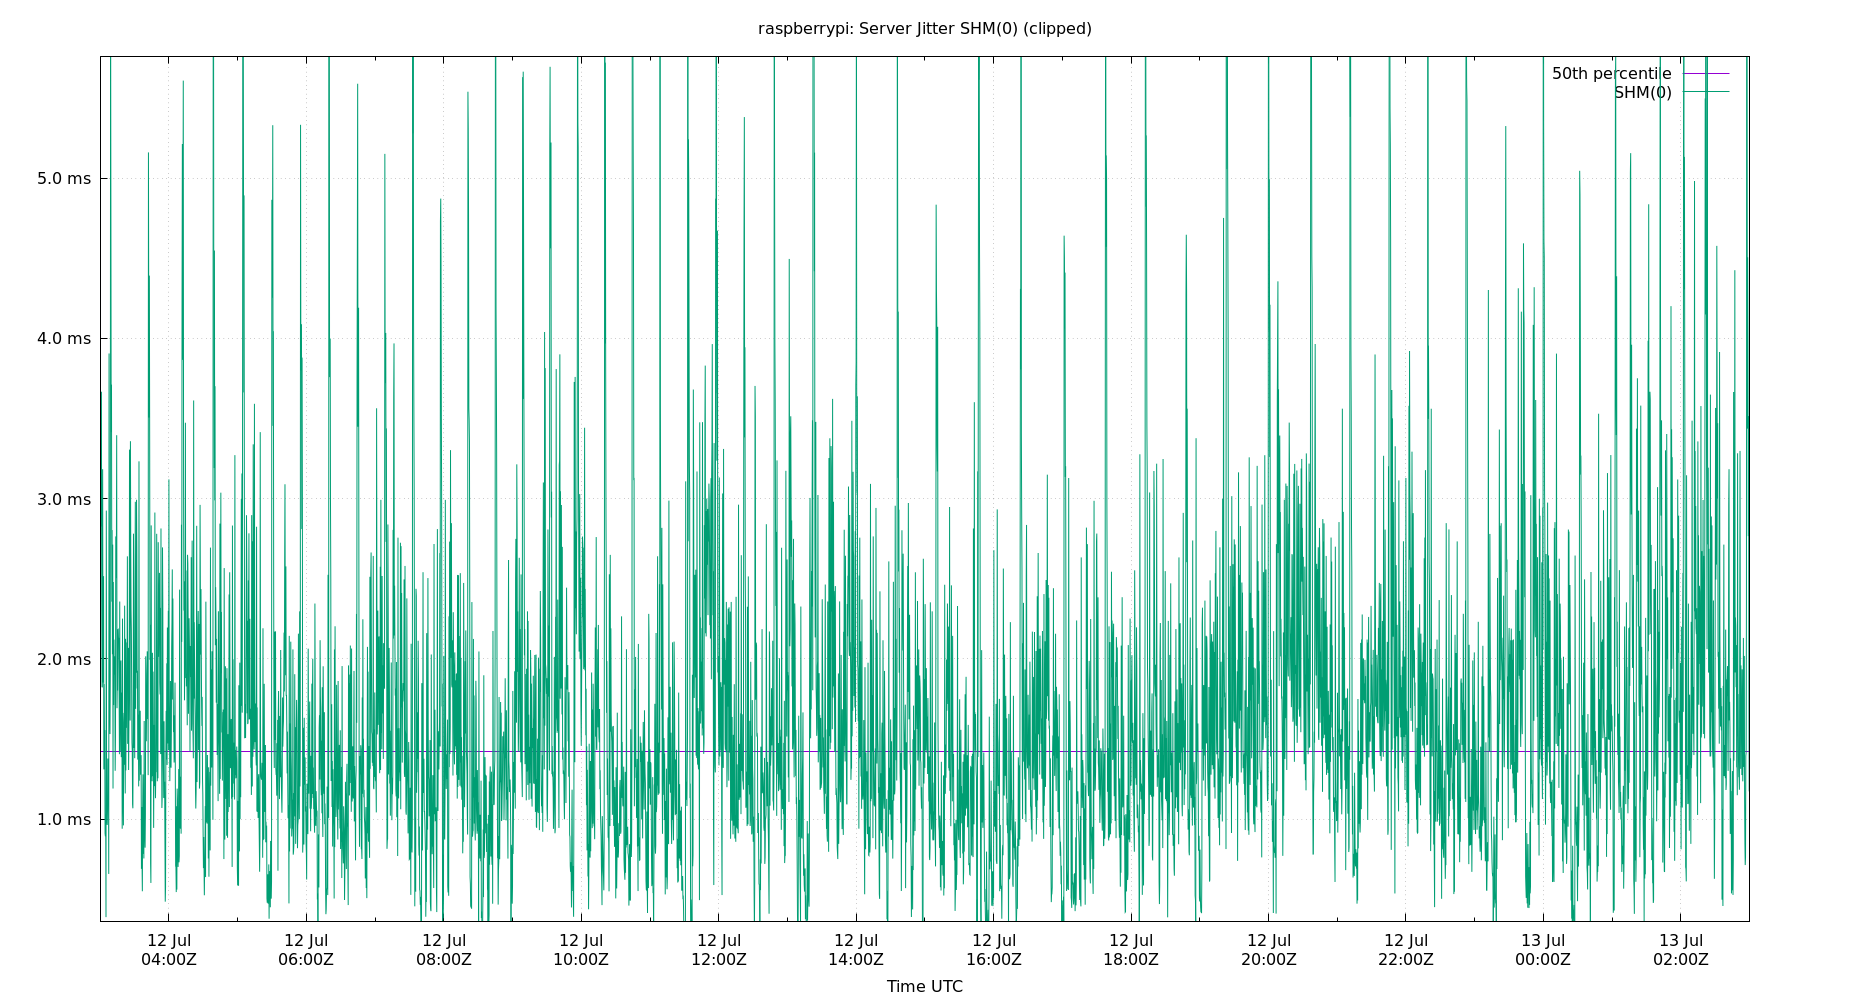 raspberrypi: Server Jitter SHM(0) (clipped)
50th percentile
SHM(0)
5.0 ms
4.0 ms
3.0 ms
2.0 ms
1.0 ms
12 Jul 12 Jul 12 Jul 12 Jul 12 Jul 12 Jul 12 Jul 12 Jul 12 Jul 12 Jul 13 Jul 13 Jul
04:00Z 06:00Z 08:00Z 10:00Z 12:00Z 14:00Z 16:00Z 18:00Z 20:00Z 22:00Z 00:00Z 02:00Z
Time UTC